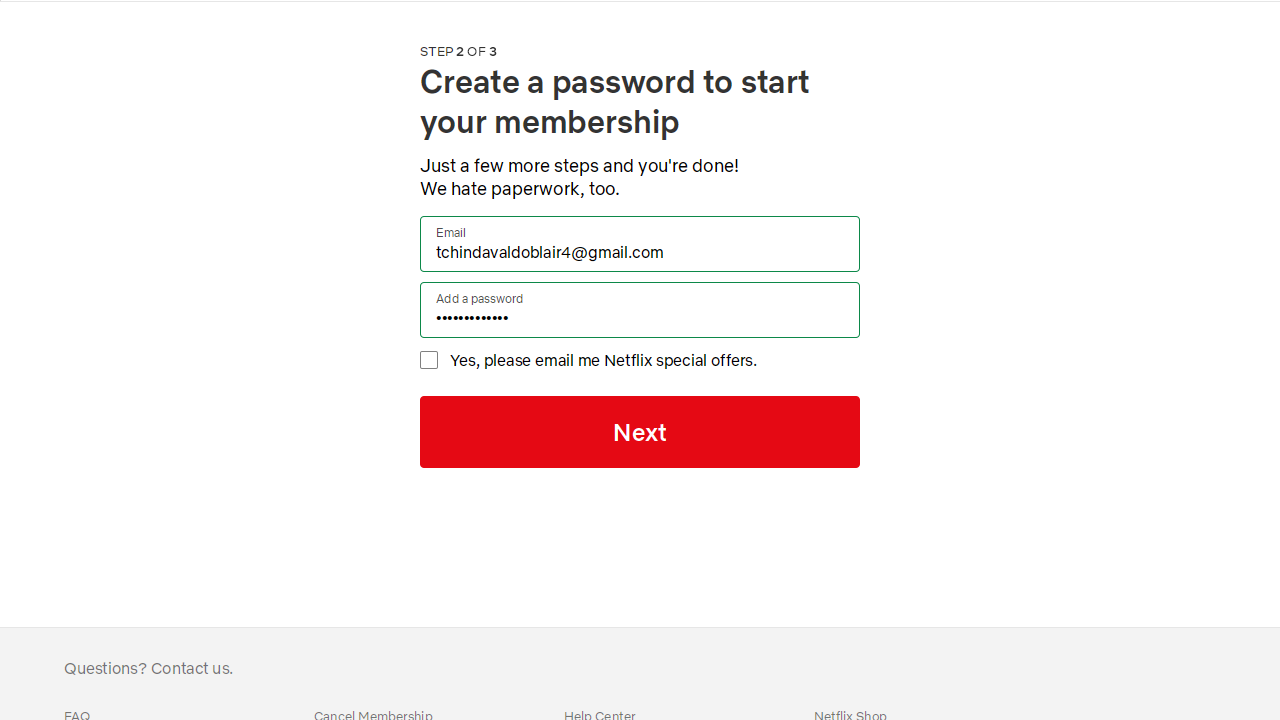 STEP 2 OF 3
Create a password to start
your membership
Just a few more steps and you're done!
We hate paperwork, too.
Email
tchindavaldoblair4@gmail.com
Add a password
•••••••••••••
Yes, please email me Netflix special offers.
Next
Questions? Contact us.
FAQ
Cancel Membership
Help Center
Netflix Shop